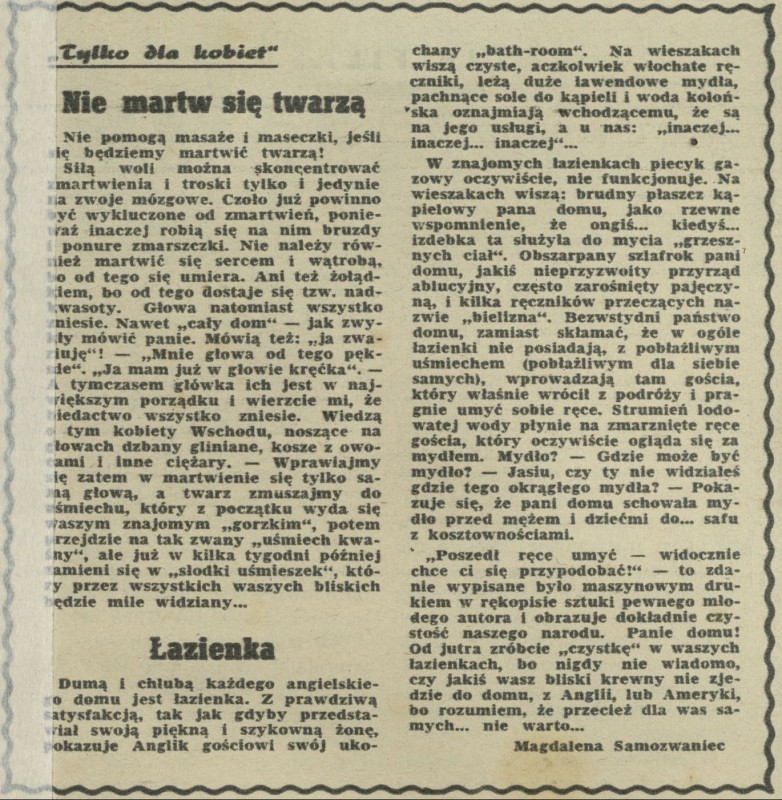 „Tylko dla kobiet“
Nie martw się twarzą
Nie pomogą masaże i maseczki, jeśli
ię będziemy martwić twarzą!
Siłą woli można skoncentrować
zmartwienia i troski tylko i jedynie
na zwoje mózgowe. Czoło już powinno
być wykluczone od zmartwień, ponie-
waż inaczej robią się na nim bruzdy
i ponure zmarszczki. Nie należy rów-
nież martwić się sercem i wątrobą,
bo od tego się umiera. Ani też żołąd-
kiem, bo od tego dostaje się tzw. nad-
kwasoty. Głowa natomiast wszystko
zniesie. Nawet „cały dom“ — jak zwy-
kły mówić panie. Mówią też: „ja zwa-
riuję“! — „Mnie głowa od tego pęk-
nie“. „Ja mam już w głowie kręćka“. —
A tymczasem główka ich jest w naj-
większym porządku i wierzcie mi, że
biedactwo wszystko zniesie. Wiedzą
o tym kobiety Wschodu, noszące na
głowach dzbany gliniane, kosze z owo-
cami i inne ciężary. — Wprawiajmy
się zatem w martwienie się tylko sa-
mą głową, a twarz zmuszajmy do
uśmiechu, który z początku wyda się
waszym znajomym „gorzkim“, potem
przejdzie na tak zwany „uśmiech kwa-
śny“, ale już w kilka tygodni później
zamieni się w „słodki uśmieszek“, któ-
ry przez wszystkich waszych bliskich
będzie mile widziany...
Łazienka
Dumą i chlubą każdego angielskie-
go domu jest łazienka. Z prawdziwą
satysfakcją, tak jak gdyby przedsta-
wiał swoją piękną i szykowną żonę,
pokazuje Anglik gościowi swój uko-
chany „bath-room“. Na wieszakach
wiszą czyste, aczkolwiek włochate rę-
czniki, leżą duże lawendowe mydła,
pachnące sole do kąpieli i woda koloń-
ska oznajmiają wchodzącemu, że są
na jego usługi, a u nas: „inaczej...
inaczej... inaczej“...
W znajomych łazienkach piecyk ga-
zowy oczywiście, nie funkcjonuje. Na
wieszakach wiszą: brudny płaszcz ką-
pielowy pana domu, jako rzewne
wspomnienie, że ongiś... kiedyś...
izdebka ta służyła do mycia „grzesz-
nych ciał“. Obszarpany szlafrok pani
domu, jakiś nieprzyzwoity przyrząd
ablucyjny, często zarośnięty pajęczy-
ną, i kilka ręczników przeczących na-
zwie „bielizna“. Bezwstydni państwo
domu, zamiast skłamać, że w ogóle
łazienki nie posiadają, z pobłażliwym
uśmiechem (pobłażliwym dla siebie
samych), wprowadzają tam gościa,
który właśnie wrócił z podróży i pra-
gnie umyć sobie ręce. Strumień lodo-
watej wody płynie na zmarznięte ręce
gościa, który oczywiście ogląda się za
mydłem. Mydło? — Gdzie może być
mydło? — Jasiu, czy ty nie widziałeś
gdzie tego okrągłego mydła? — Poka-
zuje się, że pani domu schowała my-
dło przed mężem i dziećmi do... safu
z kosztownościami.
„Poszedł ręce umyć — widocznie
chce ci się przypodobać!“ — to zda-
nie wypisane było maszynowym dru-
kiem w rękopisie sztuki pewnego mło-
dego autora i obrazuje dokładnie czy-
stość naszego narodu. Panie domu!
Od jutra zróbcie „czystkę“ w waszych
łazienkach, bo nigdy nie wiadomo,
czy jakiś wasz bliski krewny nie zje-
dzie do domu, z Anglii, lub Ameryki,
bo rozumiem, że przecież dla was sa-
mych... nie warto...
Magdalena Samozwaniec